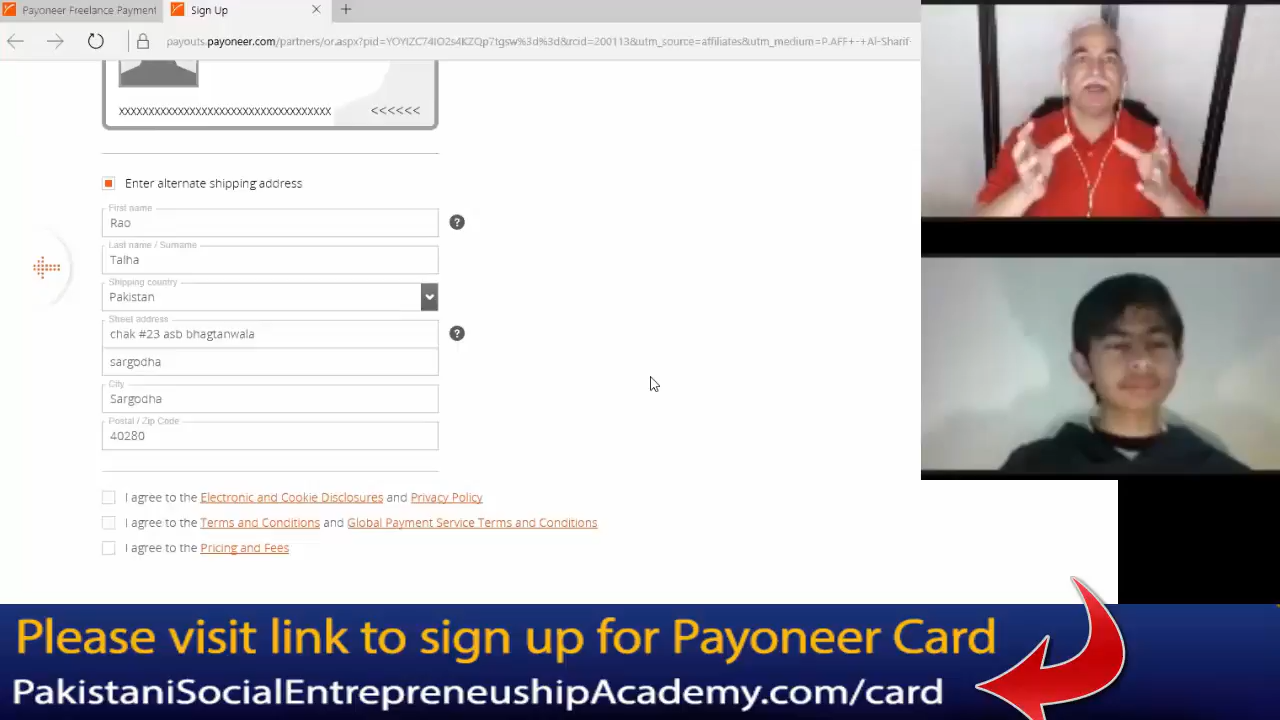 Payoneer Freelance Payment
Sign Up
payouts.payoneer.com/partners/or.aspx?pid=YOYIZC74IO2s4KZQp7tgsw%3d%3d&rcid=200113&utm_source=affiliates&utm_medium=P.AFF+-+Al-Sharif
xxxxxxxxxxxxxxxxxxxxxxxxxxxxxxxxxxx <<<<<<
Enter alternate shipping address
First name
Rao
Last name / Surname
Talha
Shipping country
Pakistan
Street address
chak #23 asb bhagtanwala
sargodha
City
Sargodha
Postal / Zip Code
40280
I agree to the Electronic and Cookie Disclosures and Privacy Policy
I agree to the Terms and Conditions and Global Payment Service Terms and Conditions
I agree to the Pricing and Fees
Please visit link to sign up for Payoneer Card
PakistaniSocialEntrepreneushipAcademy.com/card